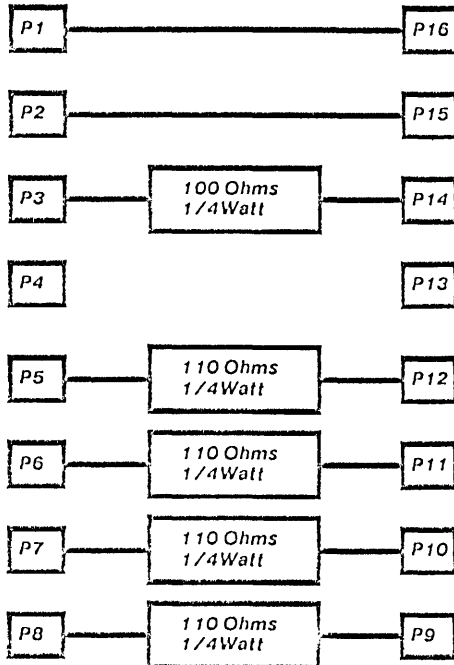 P1 P16
P2 P15
P3 100 Ohms P14
1/4Watt
P4 P13
P5 110 Ohms P12
1/4Watt
P6 110 Ohms P11
1/4Watt
P7 110 Ohms P10
1/4Watt
P8 110 Ohms P9
1/4Watt